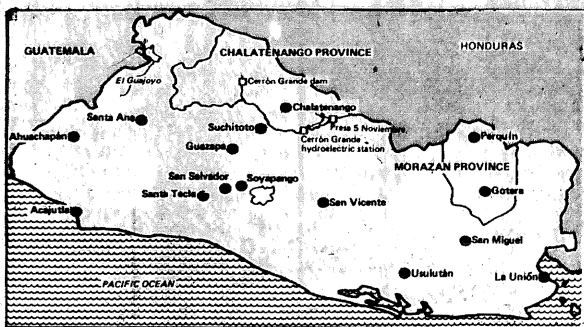 GUATEMALA
CHALATENANGO PROVINCE
HONDURAS
El Guajoyo
Cerrón Grande dam
Chalatenango
Santa Ana
Suchitoto
Presa 5 Noviembre
Perquín
Ahuachapán
Guazapa
Cerrón Grande
hydroelectric station
MORAZAN PROVINCE
San Salvador
Soyapango
Santa Tecla
Gotera
San Vicente
Acajutla
San Miguel
Usulután
La Unión
PACIFIC OCEAN